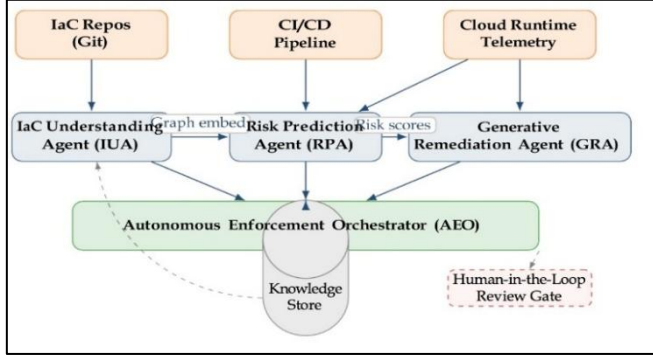 IaC Repos
(Git)
CI/CD
Pipeline
Cloud Runtime
Telemetry
IaC Understanding
Agent (IUA)
Graph embed
Risk Prediction
Agent (RPA)
Risk scores
Generative
Remediation Agent (GRA)
Autonomous Enforcement Orchestrator (AEO)
Knowledge
Store
Human-in-the-Loop
Review Gate